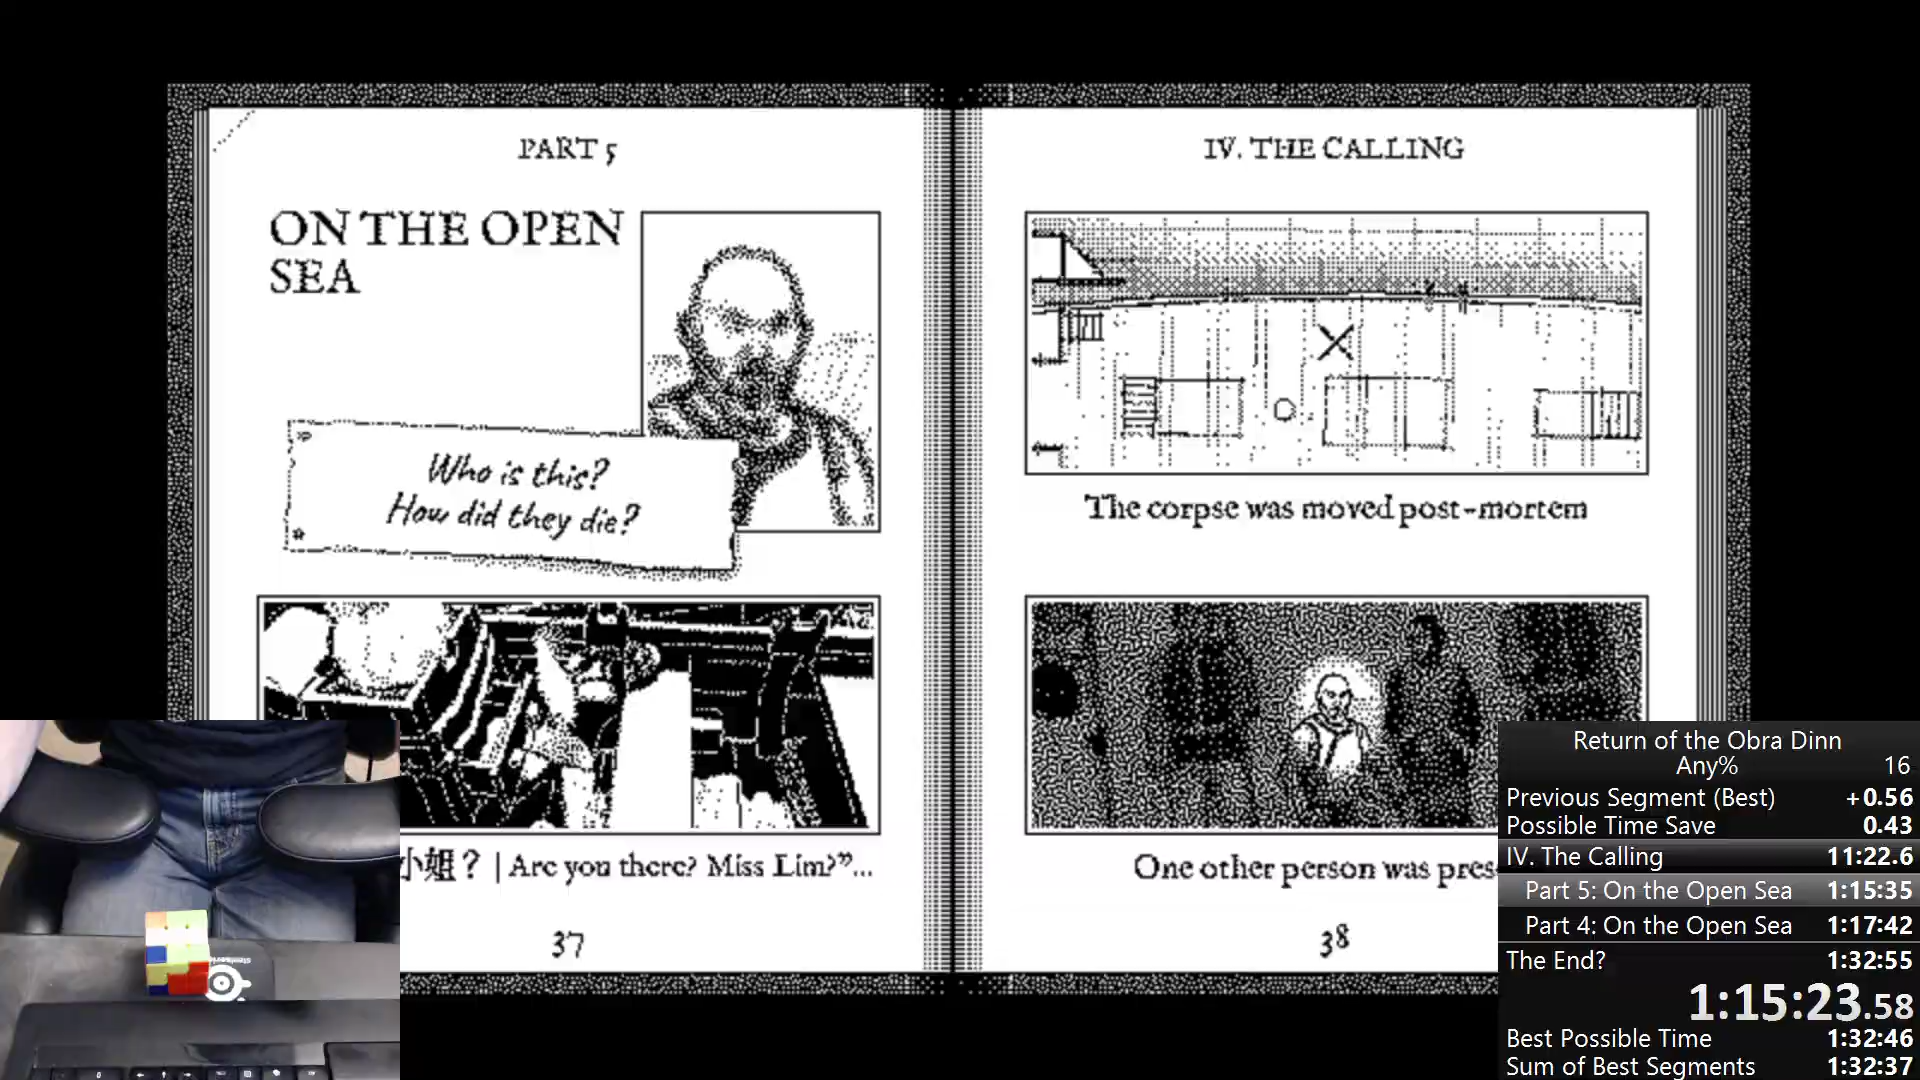 PART 5
ON THE OPEN
SEA
Who is this?
How did they die?
小姐？ | Are you there? Miss Lim?”...
37
IV. THE CALLING
The corpse was moved post-mortem
One other person was pres
38
Return of the Obra Dinn
Any% 16
Previous Segment (Best) +0.56
Possible Time Save 0.43
IV. The Calling 11:22.6
Part 5: On the Open Sea 1:15:35
Part 4: On the Open Sea 1:17:42
The End? 1:32:55
1:15:23.58
Best Possible Time 1:32:46
Sum of Best Segments 1:32:37